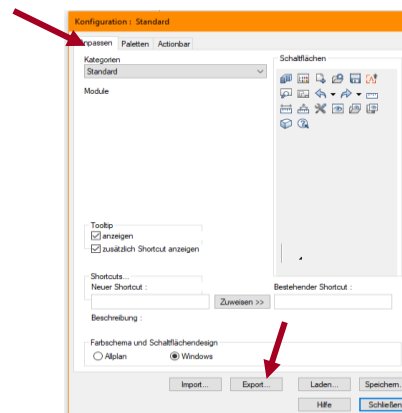 Konfiguration : Standard
Anpassen Paletten Actionbar
Kategorien
Schaltflächen
Standard
Module
Tooltip
anzeigen
zusätzlich Shortcut anzeigen
Shortcuts...
Neuer Shortcut :
Bestehender Shortcut :
Zuweisen >>
Beschreibung :
Farbschema und Schaltflächendesign
Allplan Windows
Import... Export... Laden... Speichern.
Hilfe Schließen